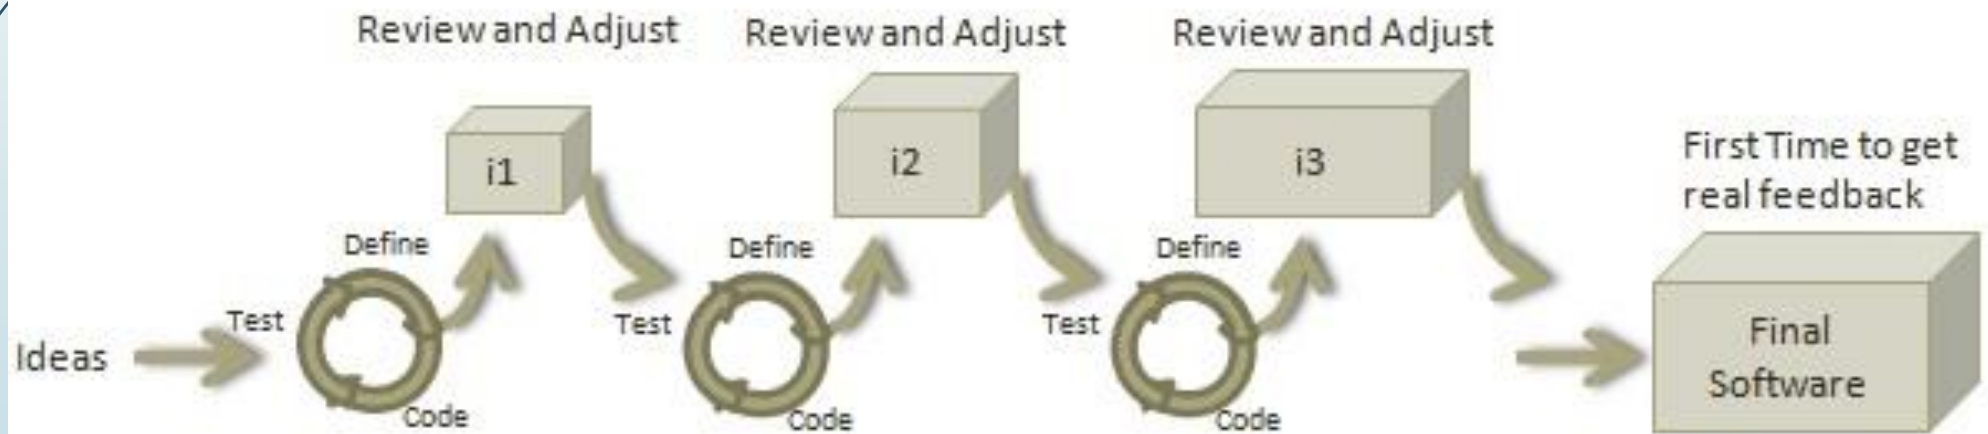 Review and Adjust
Review and Adjust
Review and Adjust
i1
i2
i3
First Time to get
real feedback
Define
Define
Define
Test
Test
Test
Ideas
Final
Software
Code
Code
Code